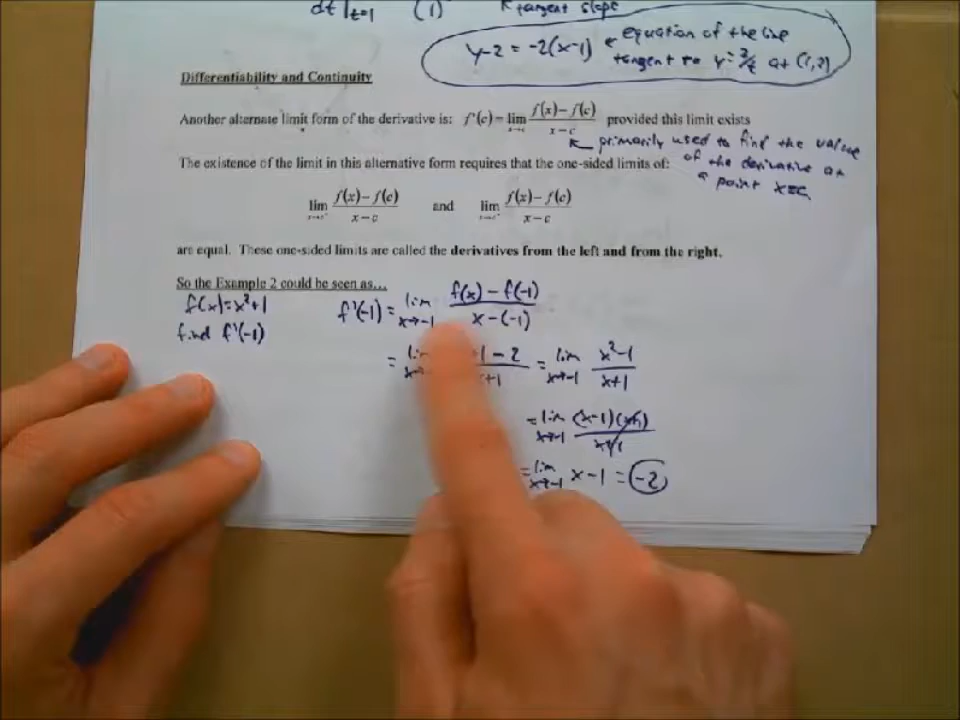 dt |t=1 (1) ↖ tangent slope
y-2 = -2(x-1) ← equation of the line
tangent to y=2/t at (1,2)
Differentiability and Continuity
Another alternate limit form of the derivative is: f'(c) = lim x→c f(x) – f(c) / x – c provided this limit exists
↖ primarily used to find the value
of the derivative at
a point x=c
The existence of the limit in this alternative form requires that the one-sided limits of:
lim f(x) – f(c) / x – c and lim f(x) – f(c) / x – c
are equal. These one-sided limits are called the derivatives from the left and from the right.
So the Example 2 could be seen as...
f(x)=x²+1
find f'(-1)
f'(-1) = lim x→-1 f(x) - f(-1) / x - (-1)
= +1 - 2 = lim x→-1 x²-1 / x+1
= lim x→-1 (x-1)(x+1) / x+1
= lim x→-1 x-1 = -2